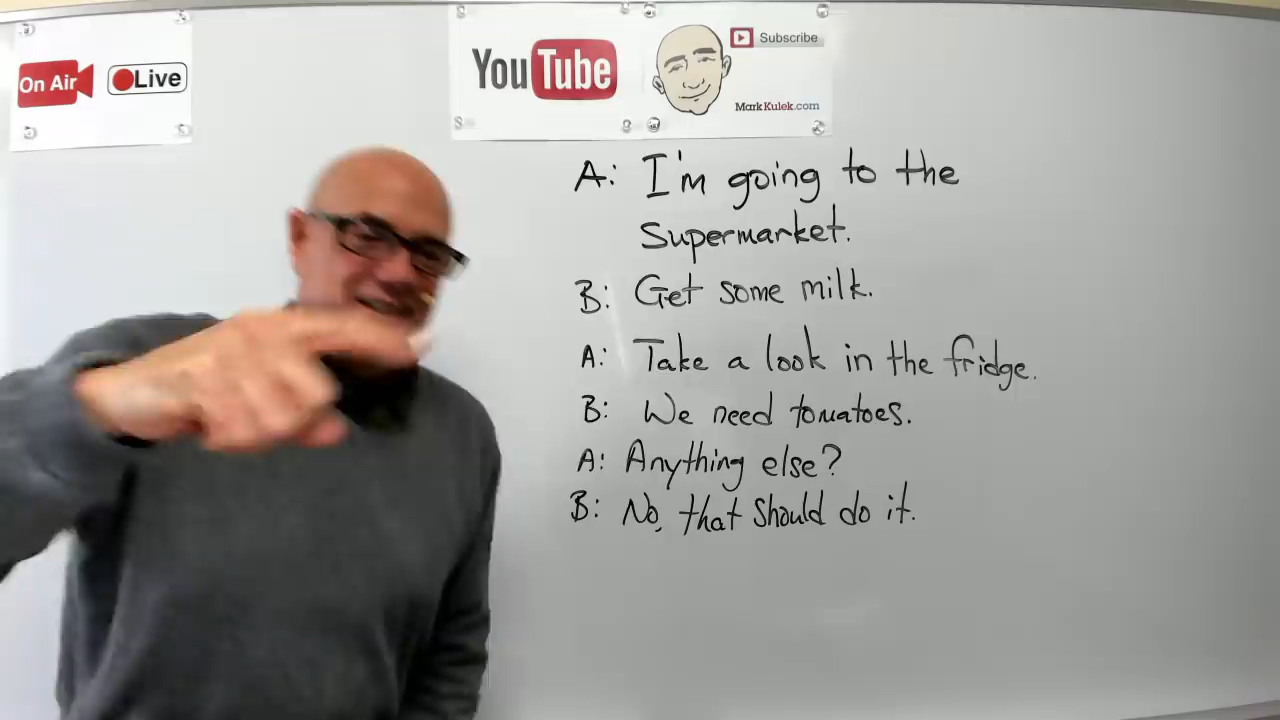 On Air
Live
YouTube
Subscribe
MarkKulek.com
A: I'm going to the
Supermarket.
B: Get some milk.
A: Take a look in the fridge.
B: We need tomatoes.
A: Anything else?
B: No, that should do it.